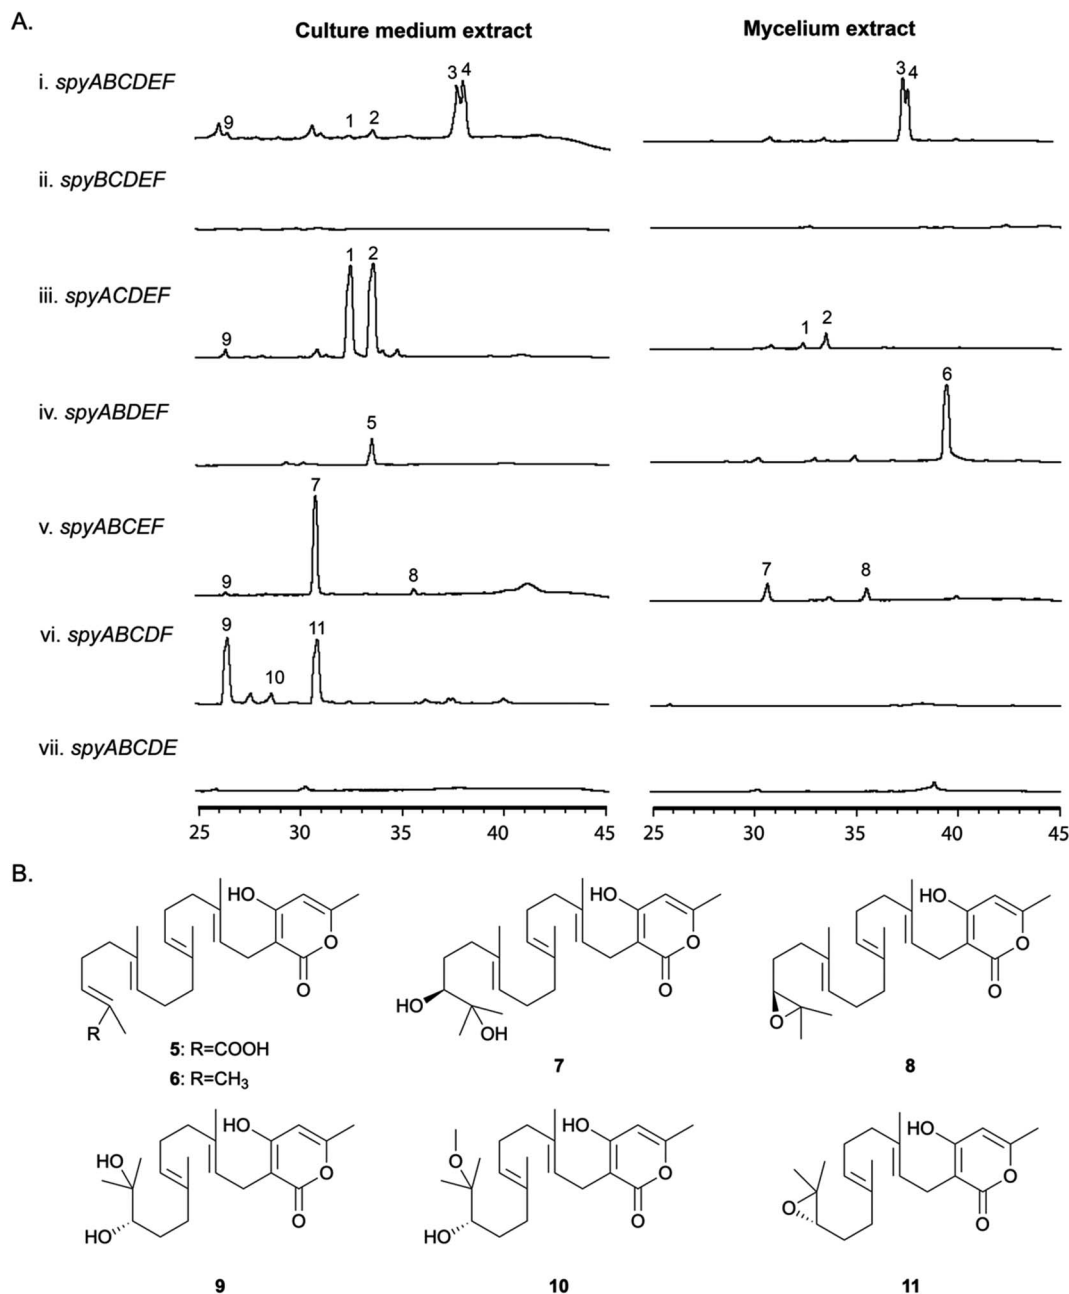 A.
Culture medium extract
Mycelium extract
i. spyABCDEF
9 1 2 3 4
3 4
ii. spyBCDEF
iii. spyACDEF
9 1 2
1 2
iv. spyABDEF
5
6
v. spyABCEF
9 7 8
7 8
vi. spyABCDF
9 10 11
vii. spyABCDE
25 30 35 40 45
25 30 35 40 45
B.
HO O O R
5: R=COOH
6: R=CH₃
HO O O HO OH
7
HO O O O
8
HO O O HO HO
9
HO O O O HO
10
HO O O O
11